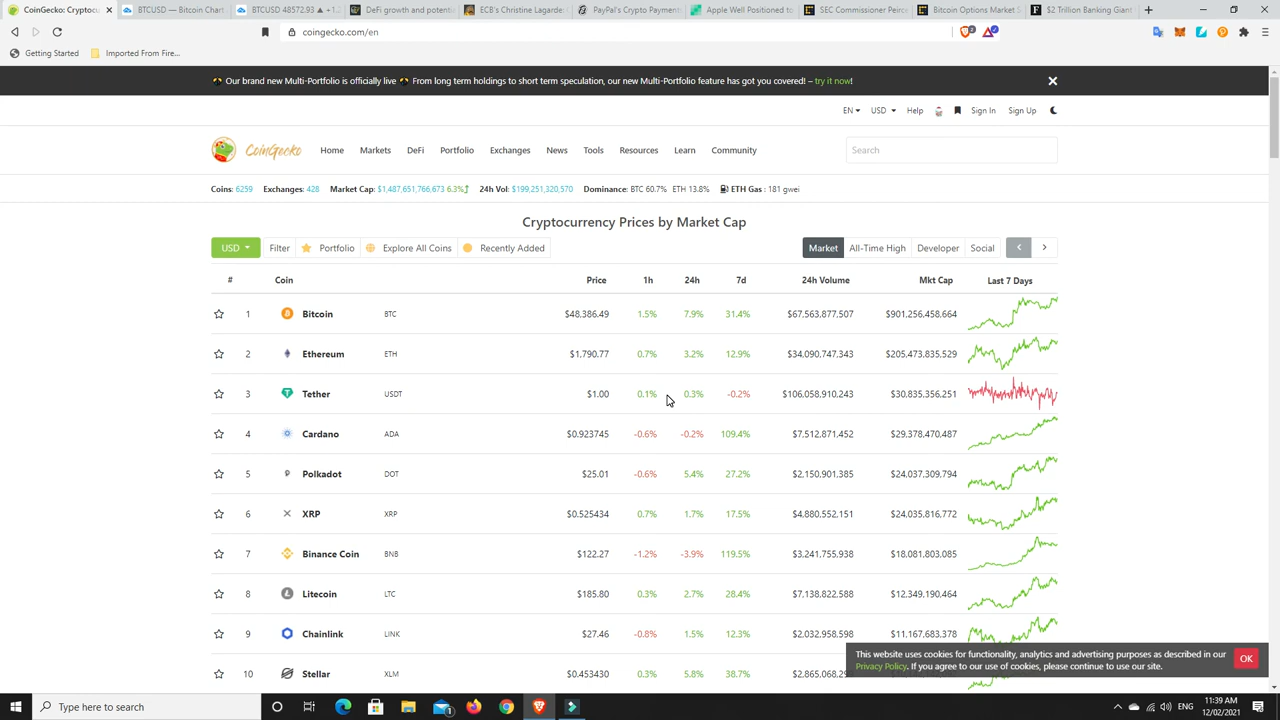 CoinGecko: Cryptocu
BTCUSD — Bitcoin Chart
BTCUSD 48572.93 ▲ +1.2
DeFi growth and potenti
ECB's Christine Lagarde:
PayPal's Crypto Payment
Apple Well Positioned to
SEC Commissioner Peirc
Bitcoin Options Market S
$2 Trillion Banking Giant
coingecko.com/en
Getting Started
Imported From Fire...
Our brand new Multi-Portfolio is officially live From long term holdings to short term speculation, our new Multi-Portfolio feature has got you covered! – try it now!
EN USD Help Sign In Sign Up
CoinGecko Home Markets DeFi Portfolio Exchanges News Tools Resources Learn Community Search
Coins: 6259 Exchanges: 428 Market Cap: $1,487,651,766,673 6.3% 24h Vol: $199,251,320,570 Dominance: BTC 60.7% ETH 13.8% ETH Gas : 181 gwei
Cryptocurrency Prices by Market Cap
USD Filter Portfolio Explore All Coins Recently Added Market All-Time High Developer Social
# Coin Price 1h 24h 7d 24h Volume Mkt Cap Last 7 Days
1 Bitcoin BTC $48,386.49 1.5% 7.9% 31.4% $67,563,877,507 $901,256,458,664
2 Ethereum ETH $1,790.77 0.7% 3.2% 12.9% $34,090,747,343 $205,473,835,529
3 Tether USDT $1.00 0.1% 0.3% -0.2% $106,058,910,243 $30,835,356,251
4 Cardano ADA $0.923745 -0.6% -0.2% 109.4% $7,512,871,452 $29,378,470,487
5 Polkadot DOT $25.01 -0.6% 5.4% 27.2% $2,150,901,385 $24,037,309,794
6 XRP XRP $0.525434 0.7% 1.7% 17.5% $4,880,552,151 $24,035,816,772
7 Binance Coin BNB $122.27 -1.2% -3.9% 119.5% $3,241,755,938 $18,081,803,085
8 Litecoin LTC $185.80 0.3% 2.7% 28.4% $7,138,822,588 $12,349,190,464
9 Chainlink LINK $27.46 -0.8% 1.5% 12.3% $2,032,958,598 $11,167,683,378
10 Stellar XLM $0.453430 0.3% 5.8% 38.7%
This website uses cookies for functionality, analytics and advertising purposes as described in our
Privacy Policy. If you agree to our use of cookies, please continue to use our site.
OK
Type here to search
ENG
11:39 AM
12/02/2021